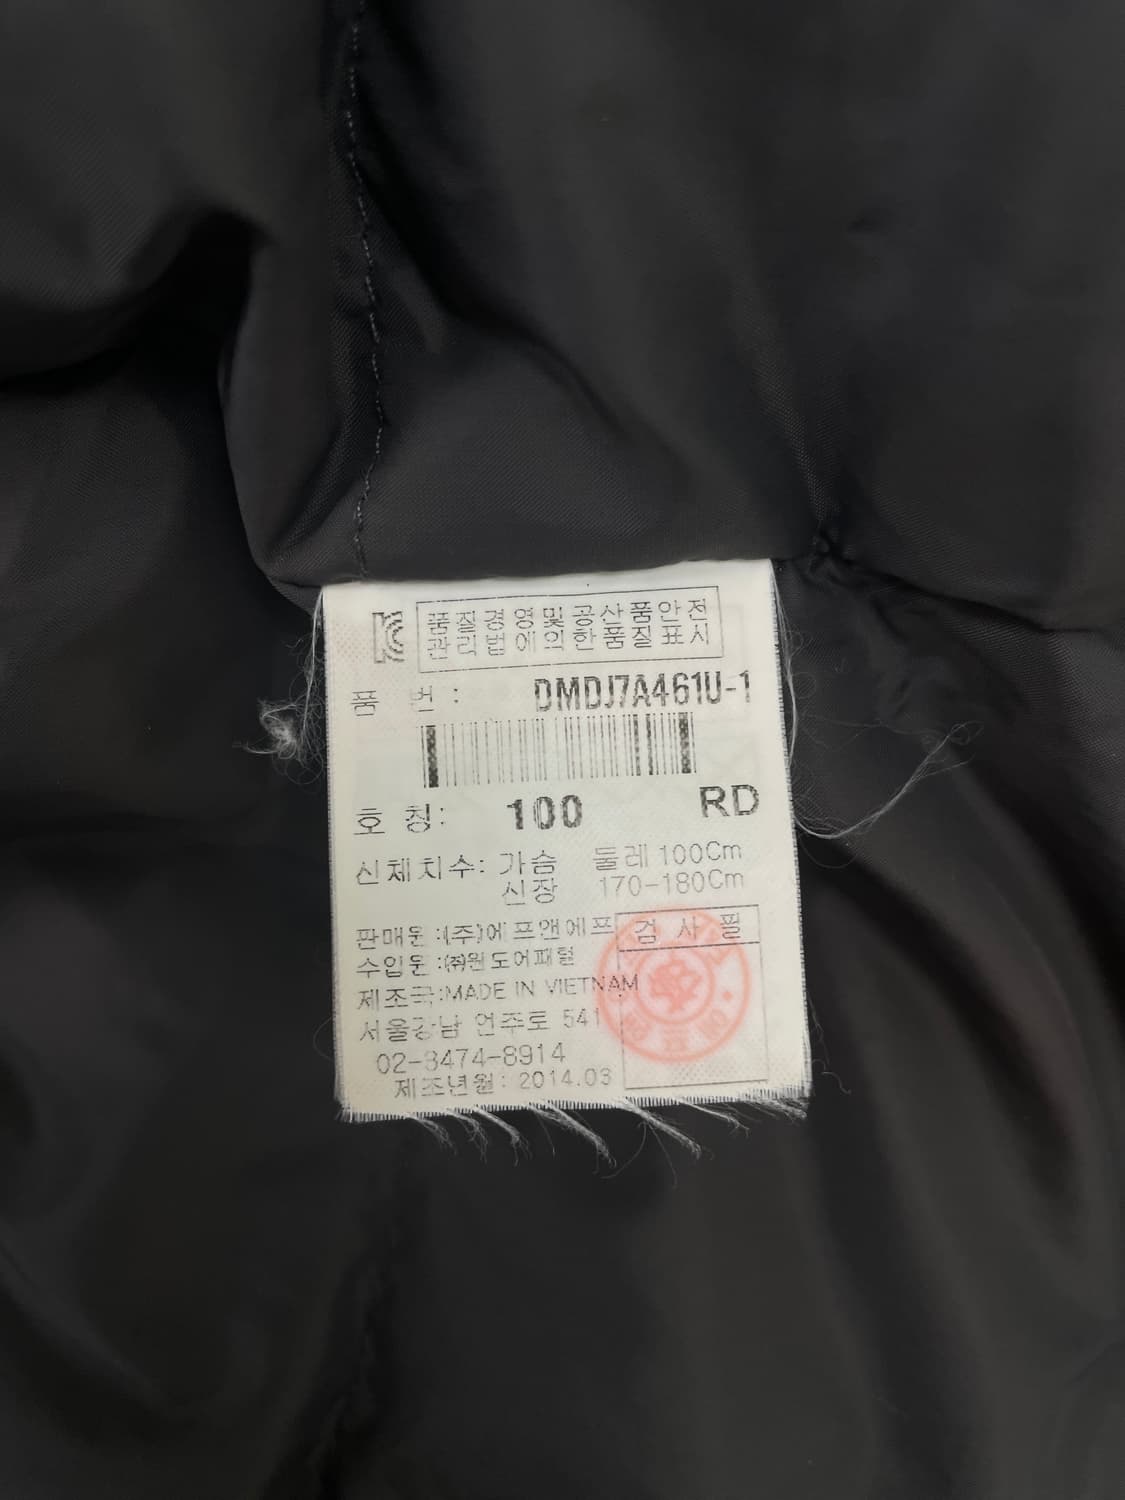 KC 품질경영및공산품안전
관리법에의한품질표시
품 번 : DMDJ7A461U-1
호 칭: 100 RD
신체치수: 가슴 둘레 100Cm
신장 170-180Cm
판매원 :(주)에프앤에프 검 사 필
수입원 :(주)원도어패럴
제조국:MADE IN VIETNAM
서울강남 언주로 541
02-3474-8914
제조년월: 2014.03